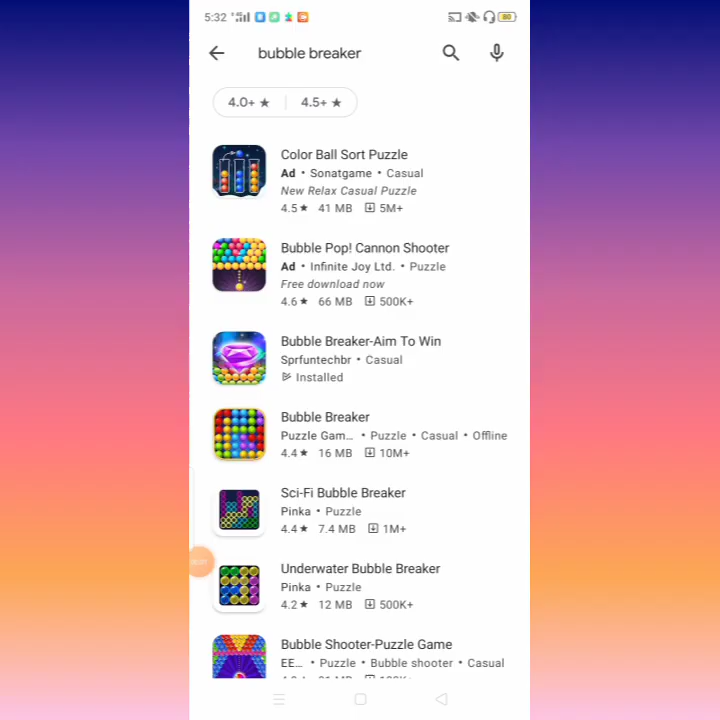 5:32
80
bubble breaker
4.0+ ★ 4.5+ ★
Color Ball Sort Puzzle
Ad • Sonatgame • Casual
New Relax Casual Puzzle
4.5 ★ 41 MB 5M+
Bubble Pop! Cannon Shooter
Ad • Infinite Joy Ltd. • Puzzle
Free download now
4.6 ★ 66 MB 500K+
Bubble Breaker-Aim To Win
Sprfuntechbr • Casual
Installed
Bubble Breaker
Puzzle Gam... • Puzzle • Casual • Offline
4.4 ★ 16 MB 10M+
Sci-Fi Bubble Breaker
Pinka • Puzzle
4.4 ★ 7.4 MB 1M+
Underwater Bubble Breaker
Pinka • Puzzle
4.2 ★ 12 MB 500K+
Bubble Shooter-Puzzle Game
EE... • Puzzle • Bubble shooter • Casual